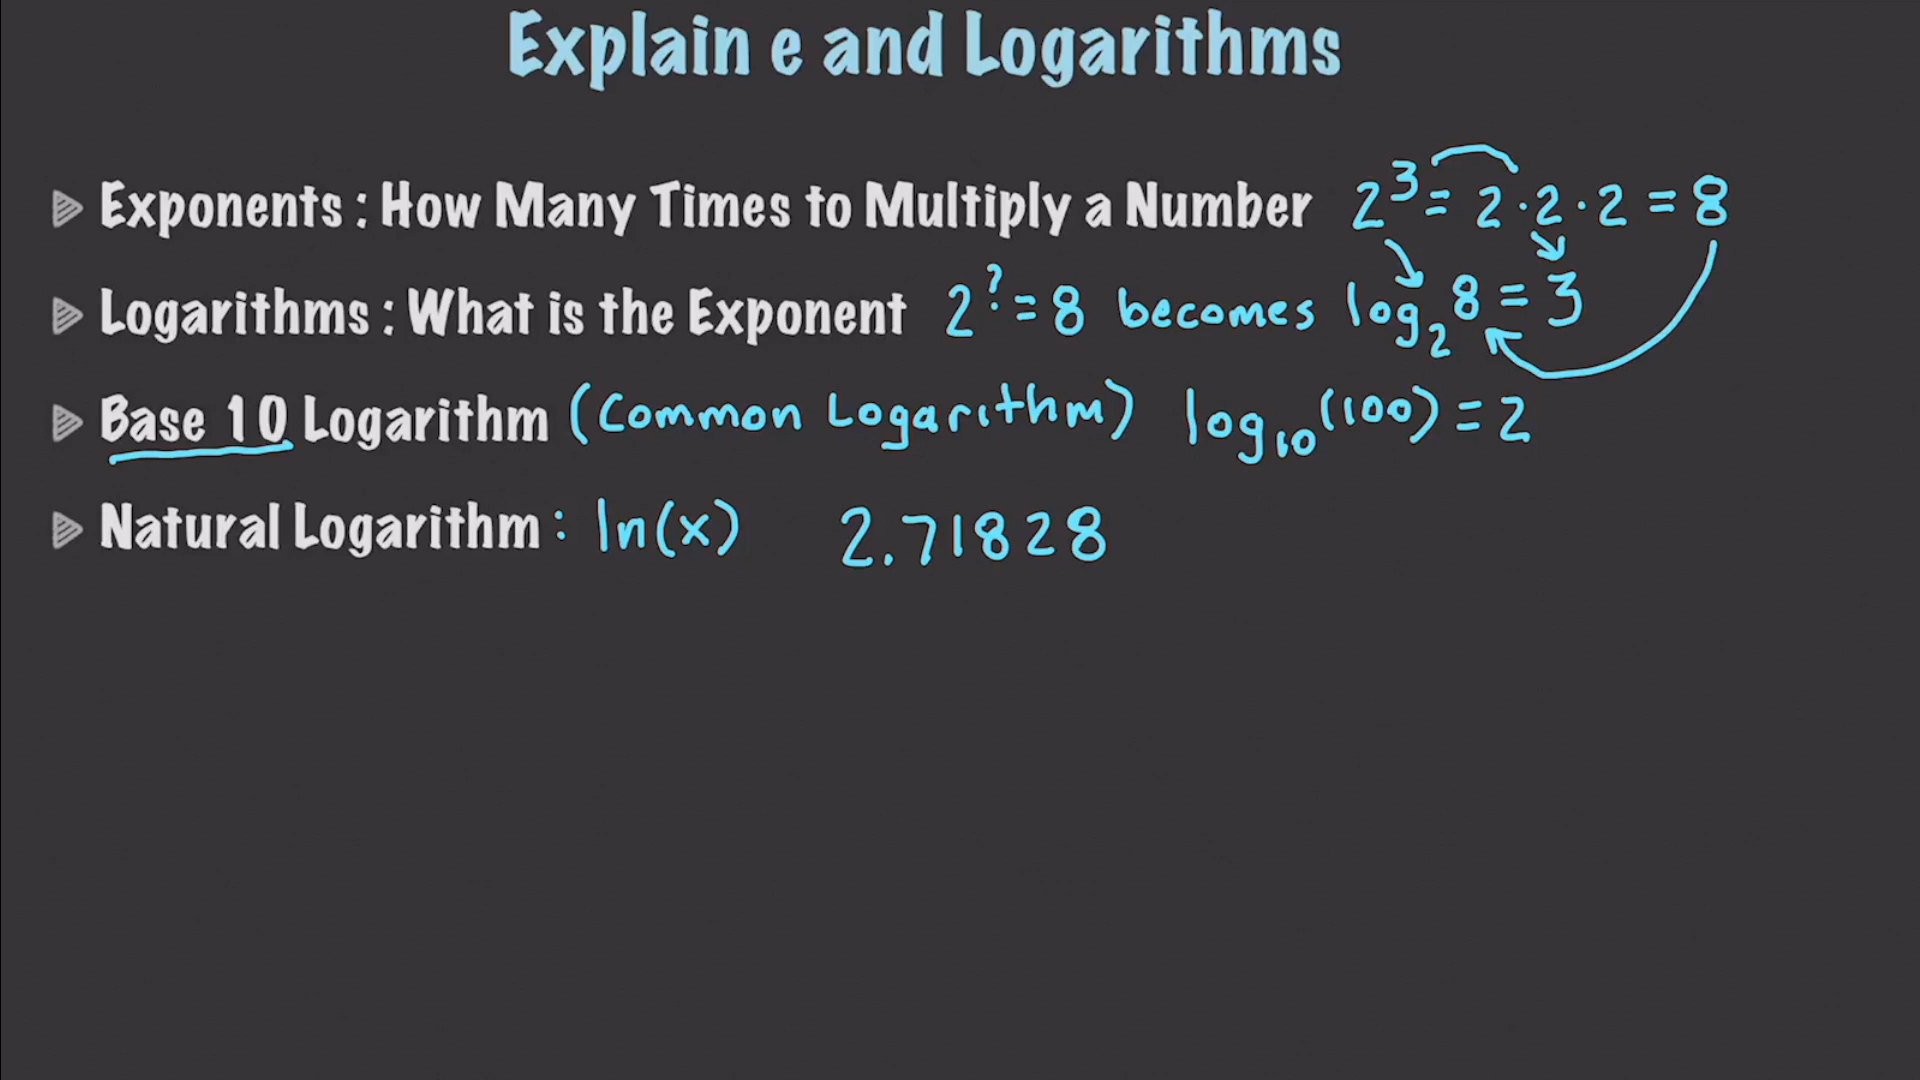 Explain e and Logarithms
Exponents : How Many Times to Multiply a Number 2³ = 2 · 2 · 2 = 8
Logarithms : What is the Exponent 2^? = 8 becomes log₂ 8 = 3
Base 10 Logarithm (Common Logarithm) log₁₀(100) = 2
Natural Logarithm : ln(x) 2.71828